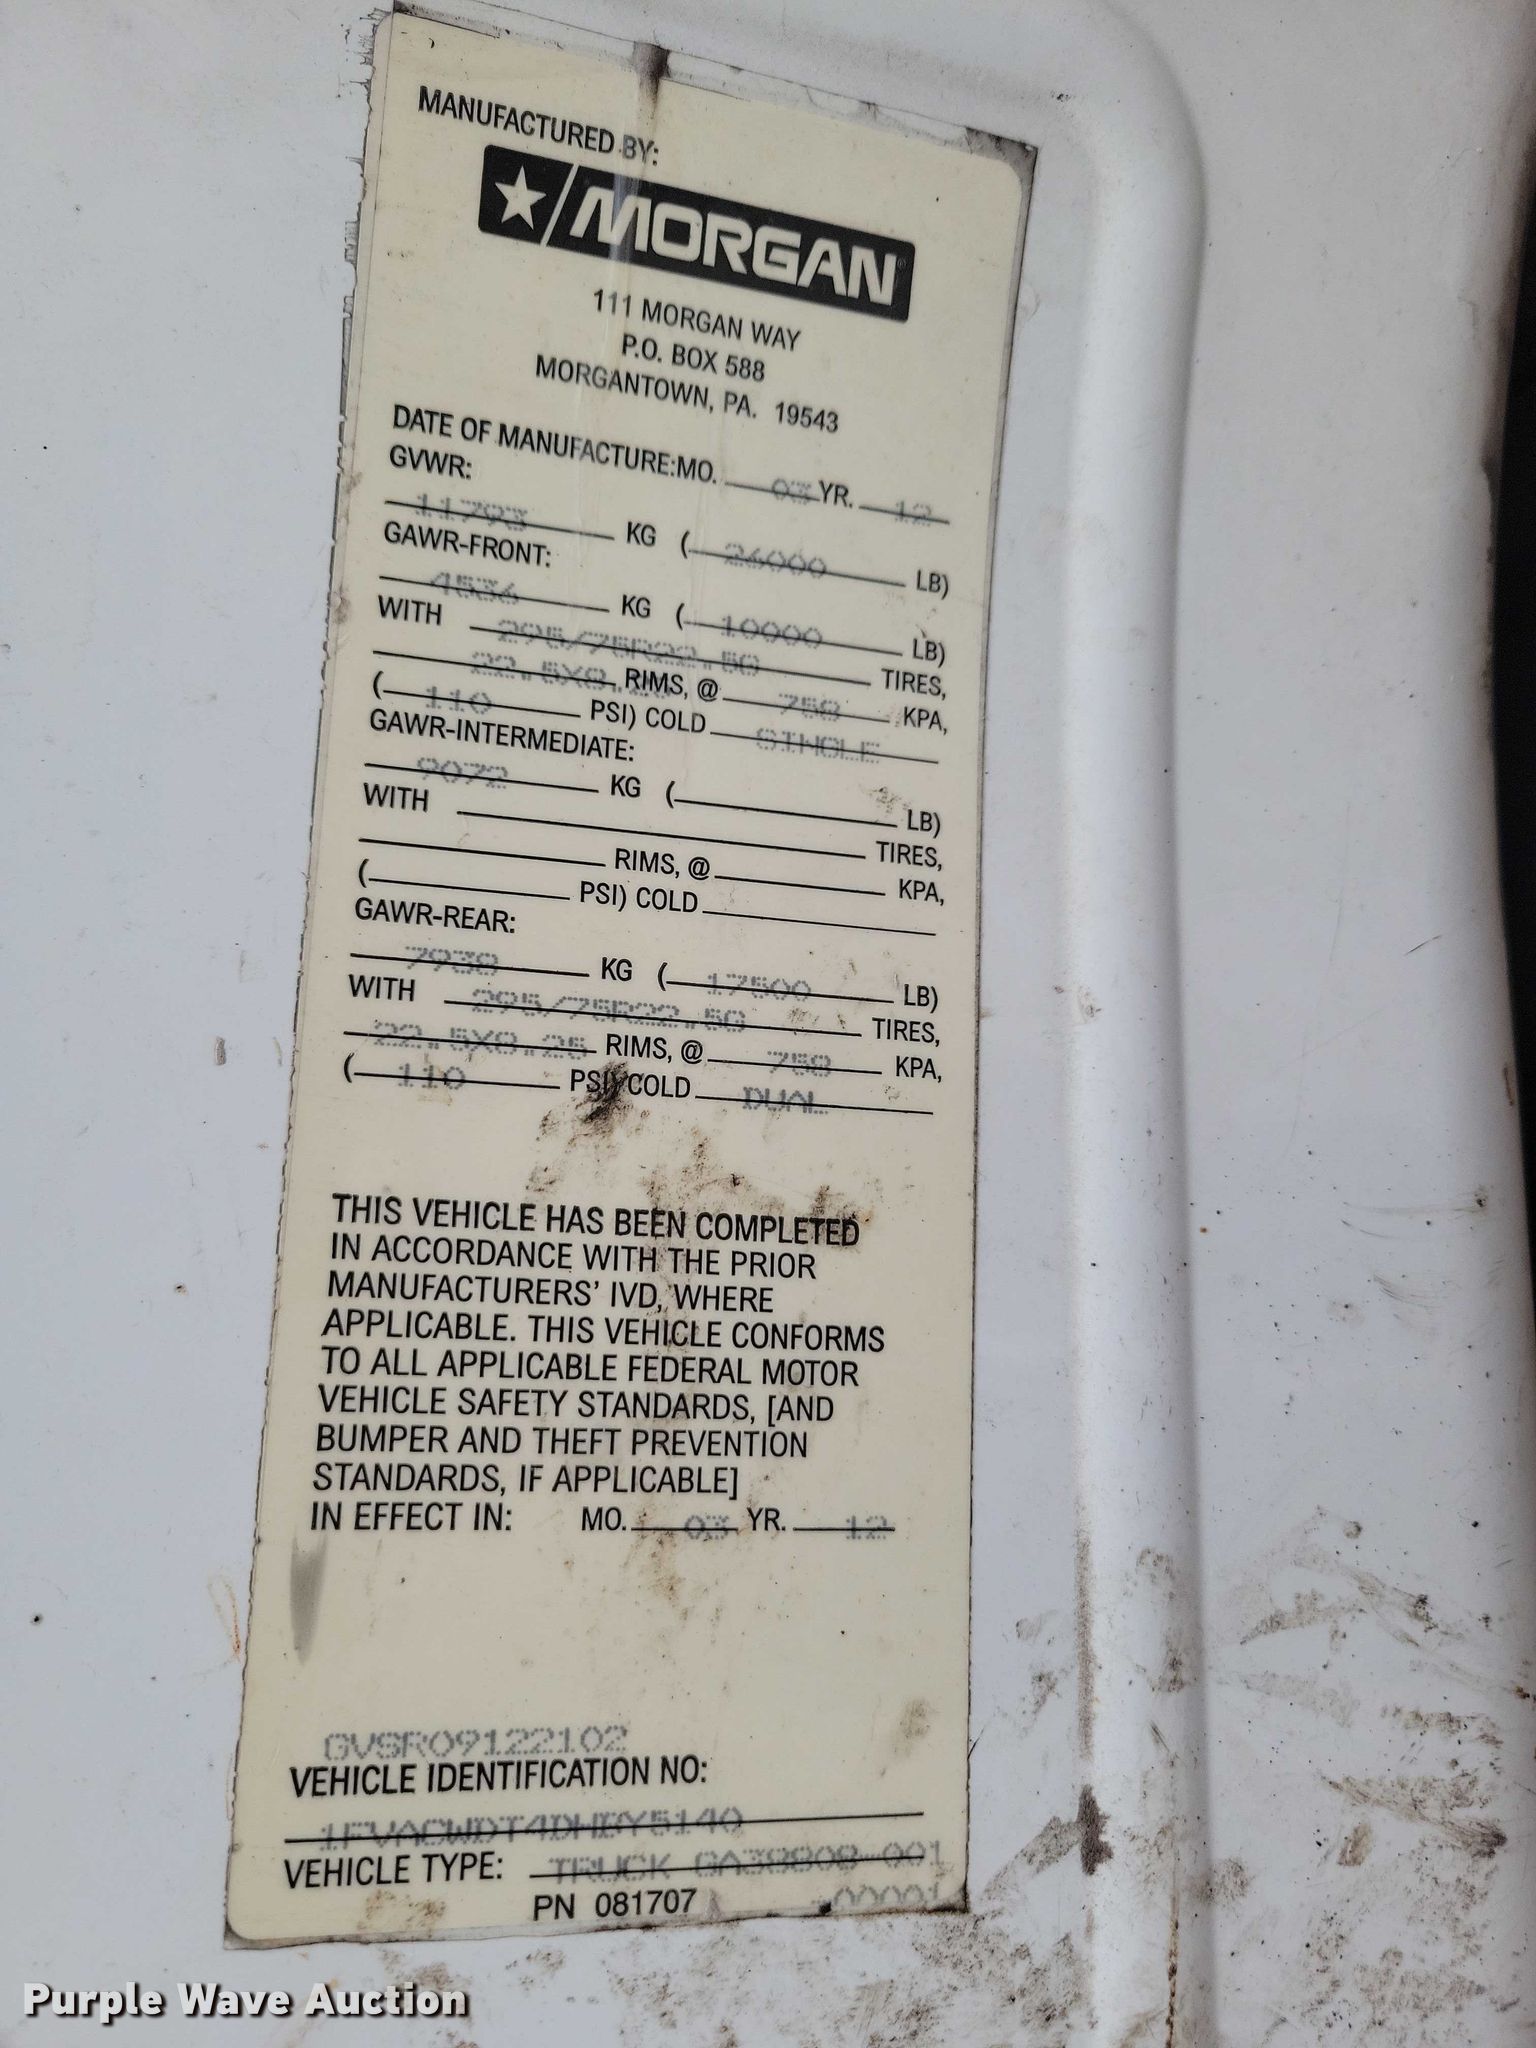 MANUFACTURED BY:
MORGAN
111 MORGAN WAY
P.O. BOX 588
MORGANTOWN, PA. 19543
DATE OF MANUFACTURE:MO. 03 YR. 12
GVWR:
11793 KG (26000 LB)
GAWR-FRONT:
4536 KG (10000 LB)
WITH 295/75R22.5G TIRES,
22.5X8.25 RIMS, @ 758 KPA,
(110 PSI) COLD SINGLE
GAWR-INTERMEDIATE:
9072 KG ( LB)
WITH TIRES,
RIMS, @ KPA,
( PSI) COLD
GAWR-REAR:
7938 KG (17500 LB)
WITH 295/75R22.5G TIRES,
22.5X8.25 RIMS, @ 758 KPA,
(110 PSI) COLD DUAL
THIS VEHICLE HAS BEEN COMPLETED
IN ACCORDANCE WITH THE PRIOR
MANUFACTURERS' IVD, WHERE
APPLICABLE. THIS VEHICLE CONFORMS
TO ALL APPLICABLE FEDERAL MOTOR
VEHICLE SAFETY STANDARDS, [AND
BUMPER AND THEFT PREVENTION
STANDARDS, IF APPLICABLE]
IN EFFECT IN: MO. 03 YR. 12
GVSR09122102
VEHICLE IDENTIFICATION NO:
1FVACWDT4DHBY5140
VEHICLE TYPE: TRUCK GA38808-001
PN 081707 -00001
Purple Wave Auction